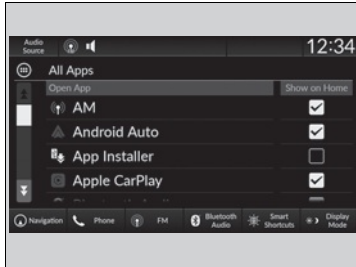 Audio
Source
12:34
All Apps
Open App Show on Home
AM
Android Auto
App Installer
Apple CarPlay
Navigation Phone FM Bluetooth
Audio Smart
Shortcuts Display
Mode